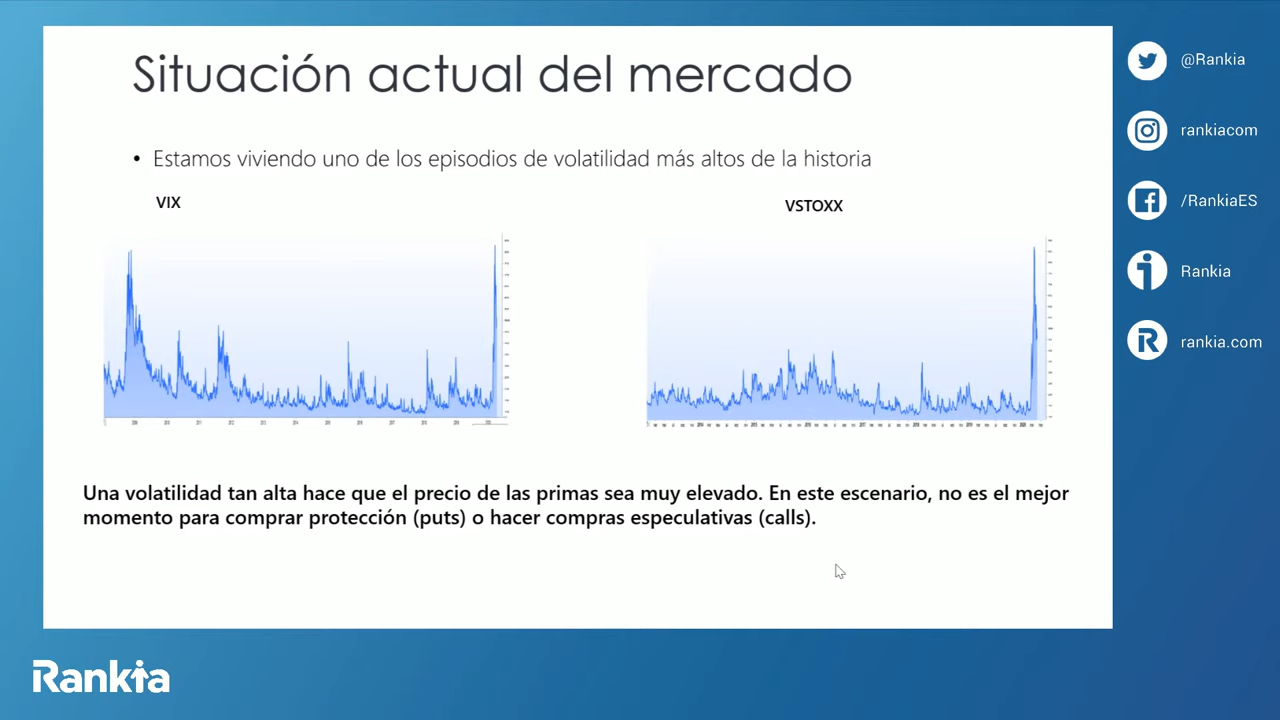 Situación actual del mercado
• Estamos viviendo uno de los episodios de volatilidad más altos de la historia
VIX
VSTOXX
Una volatilidad tan alta hace que el precio de las primas sea muy elevado. En este escenario, no es el mejor
momento para comprar protección (puts) o hacer compras especulativas (calls).
@Rankia
rankiacom
/RankiaES
Rankia
rankia.com
Rankia